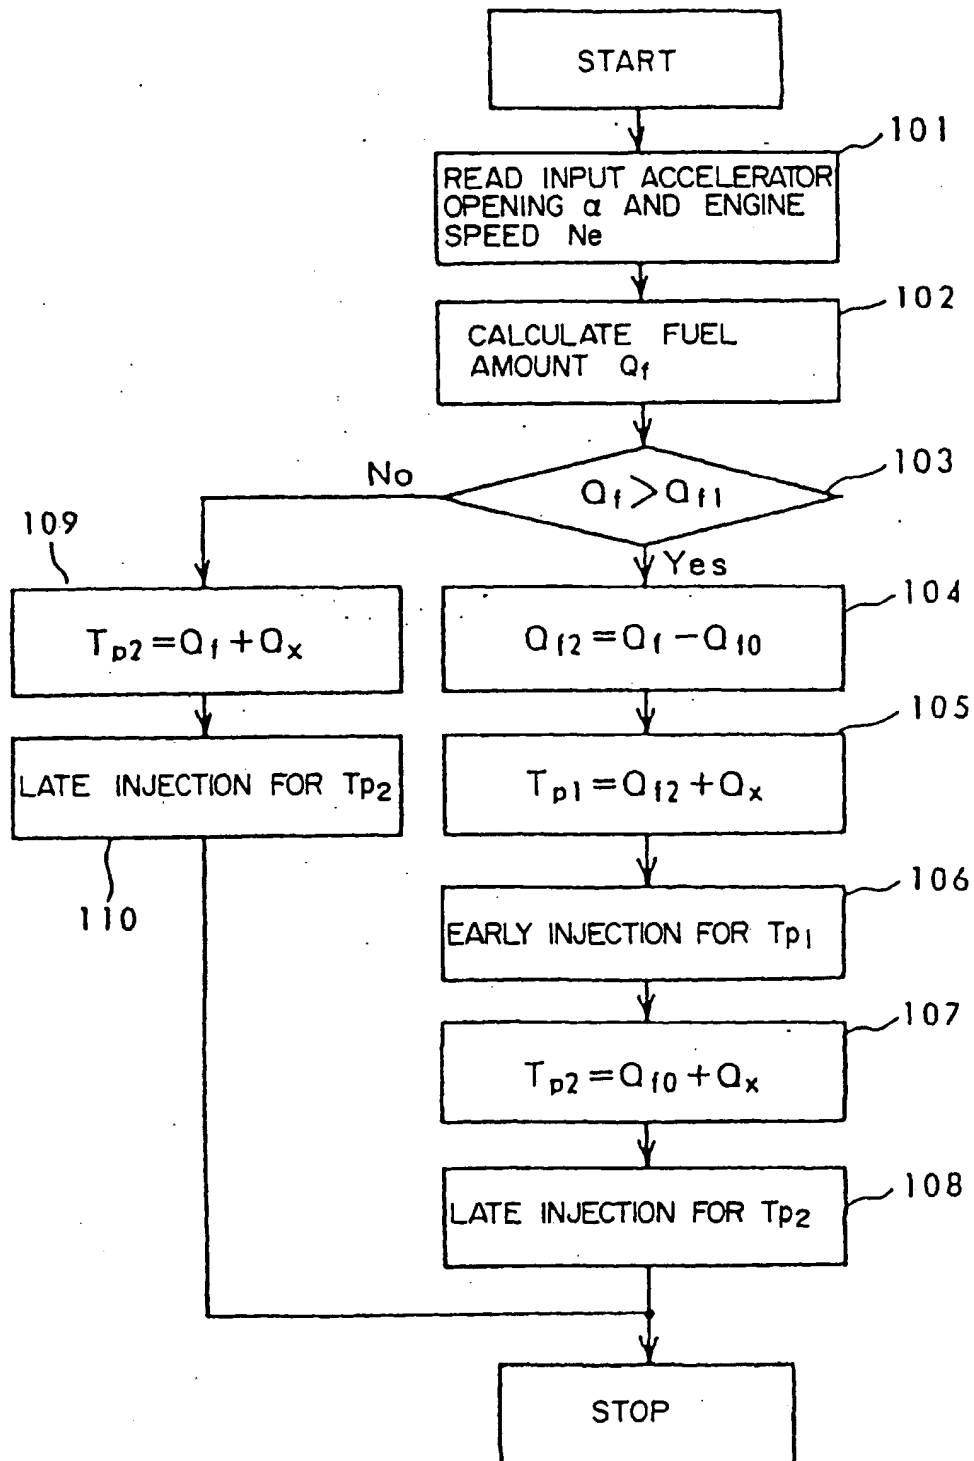 START
101
READ INPUT ACCELERATOR
OPENING α AND ENGINE
SPEED Ne
102
CALCULATE FUEL
AMOUNT Qf
103
No
Qf > Qf1
Yes
109
Tp2 = Qf + Qx
104
Qf2 = Qf − Qf0
105
LATE INJECTION FOR Tp2
110
Tp1 = Qf2 + Qx
106
EARLY INJECTION FOR Tp1
107
Tp2 = Qf0 + Qx
108
LATE INJECTION FOR Tp2
STOP